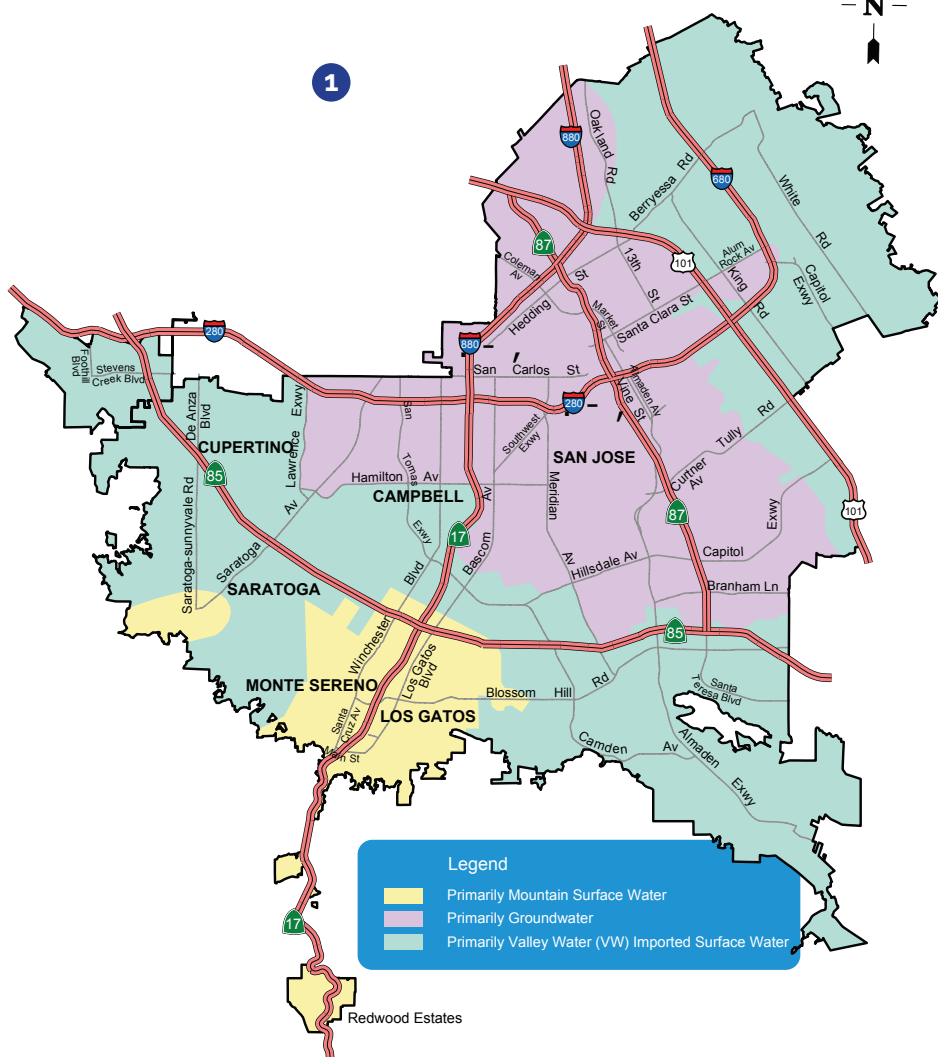 N
1
880
680
Oakland
Rd
Berryessa Rd
White
Rd
87
101
Coleman
Av
Hedding St
13th
St
Alum
Rock Av
King
Rd
Capitol
Expy
Market
St
Santa Clara St
280
880
Foothill
Blvd
Stevens
Creek Blvd
San Carlos St
De Anza
Blvd
Lawrence Exwy
San
Tomas
Expy
280
Southwest
Exwy
Vine St
Almaden Av
Tully Rd
CUPERTINO
SAN JOSE
85
Hamilton Av
CAMPBELL
Meridian
Av
Curtner
Av
87
101
Exwy
Capitol
17
Bascom Av
Saratoga-sunnyvale Rd
Saratoga Av
Winchester Blvd
Hillsdale Av
Branham Ln
SARATOGA
85
MONTE SERENO
Los Gatos
Blvd
Santa
Cruz Av
LOS GATOS
Blossom Hill Rd
Santa
Teresa Blvd
Main St
Camden Av
Almaden
Exwy
Legend
Primarily Mountain Surface Water
Primarily Groundwater
Primarily Valley Water (VW) Imported Surface Water
17
Redwood Estates